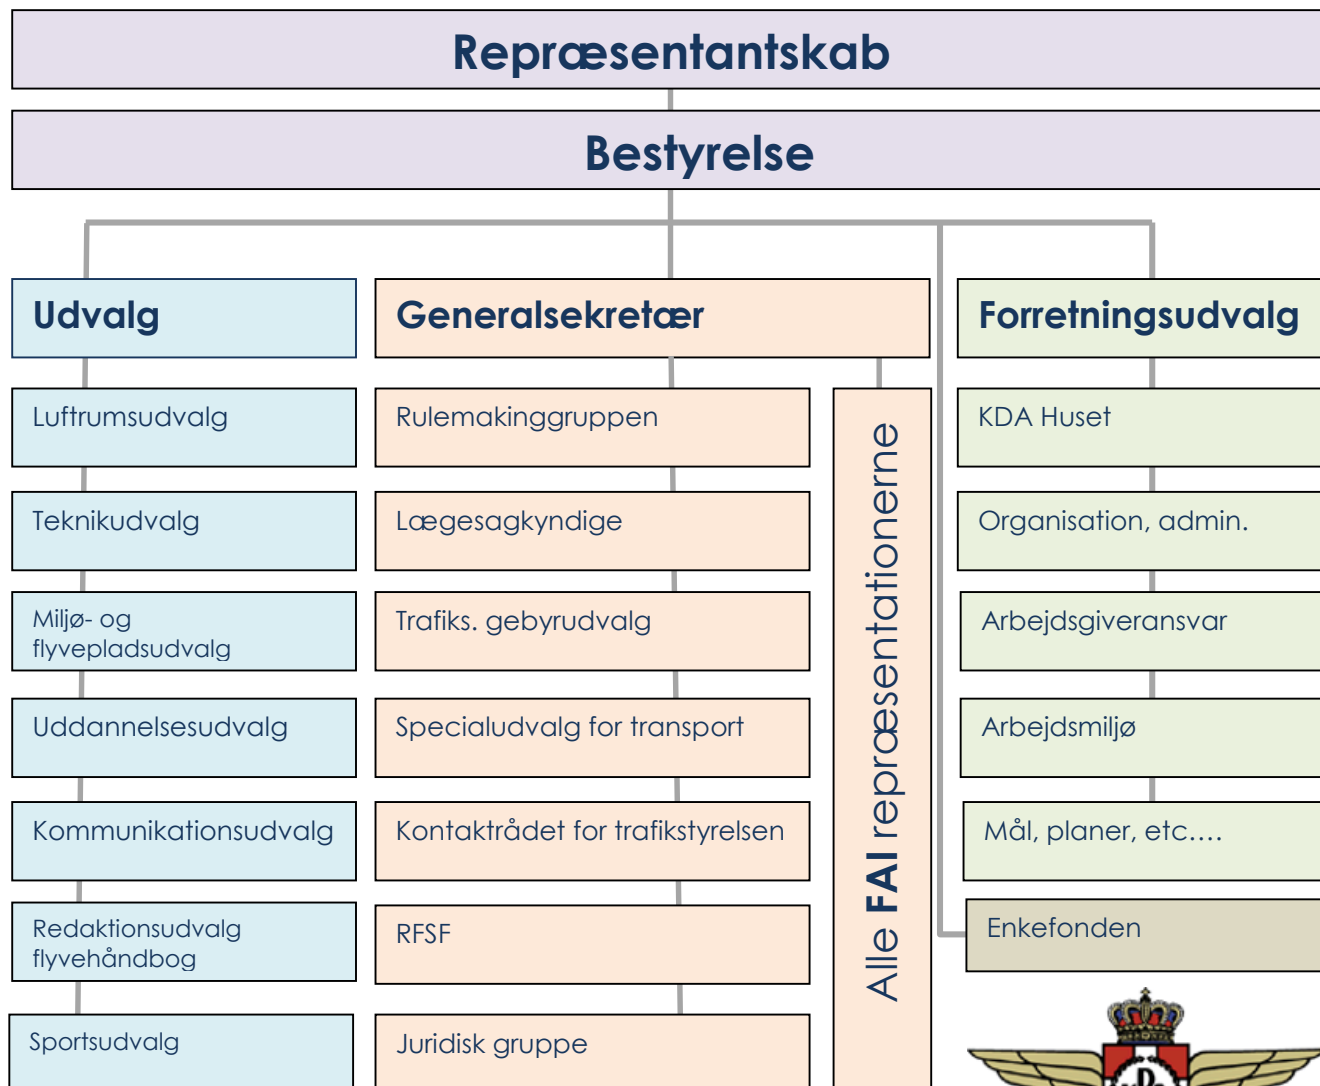 Repræsentantskab
Bestyrelse
Udvalg
Luftrumsudvalg
Teknikudvalg
Miljø- og
flyvepladsudvalg
Uddannelsesudvalg
Kommunikationsudvalg
Redaktionsudvalg
flyvehåndbog
Sportsudvalg
Generalsekretær
Rulemakinggruppen
Lægesagkyndige
Trafiks. gebyrudvalg
Specialudvalg for transport
Kontaktrådet for trafikstyrelsen
RFSF
Juridisk gruppe
Alle FAI repræsentationerne
Forretningsudvalg
KDA Huset
Organisation, admin.
Arbejdsgiveransvar
Arbejdsmiljø
Mål, planer, etc....
Enkefonden
D